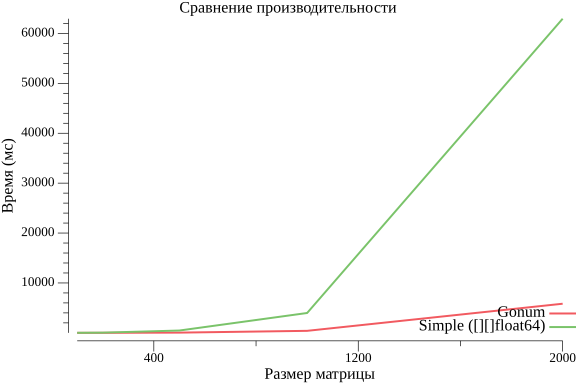 Сравнение производительности
60000
50000
40000
30000
20000
10000
Время (мс)
Gonum
Simple ([][]float64)
400
1200
2000
Размер матрицы